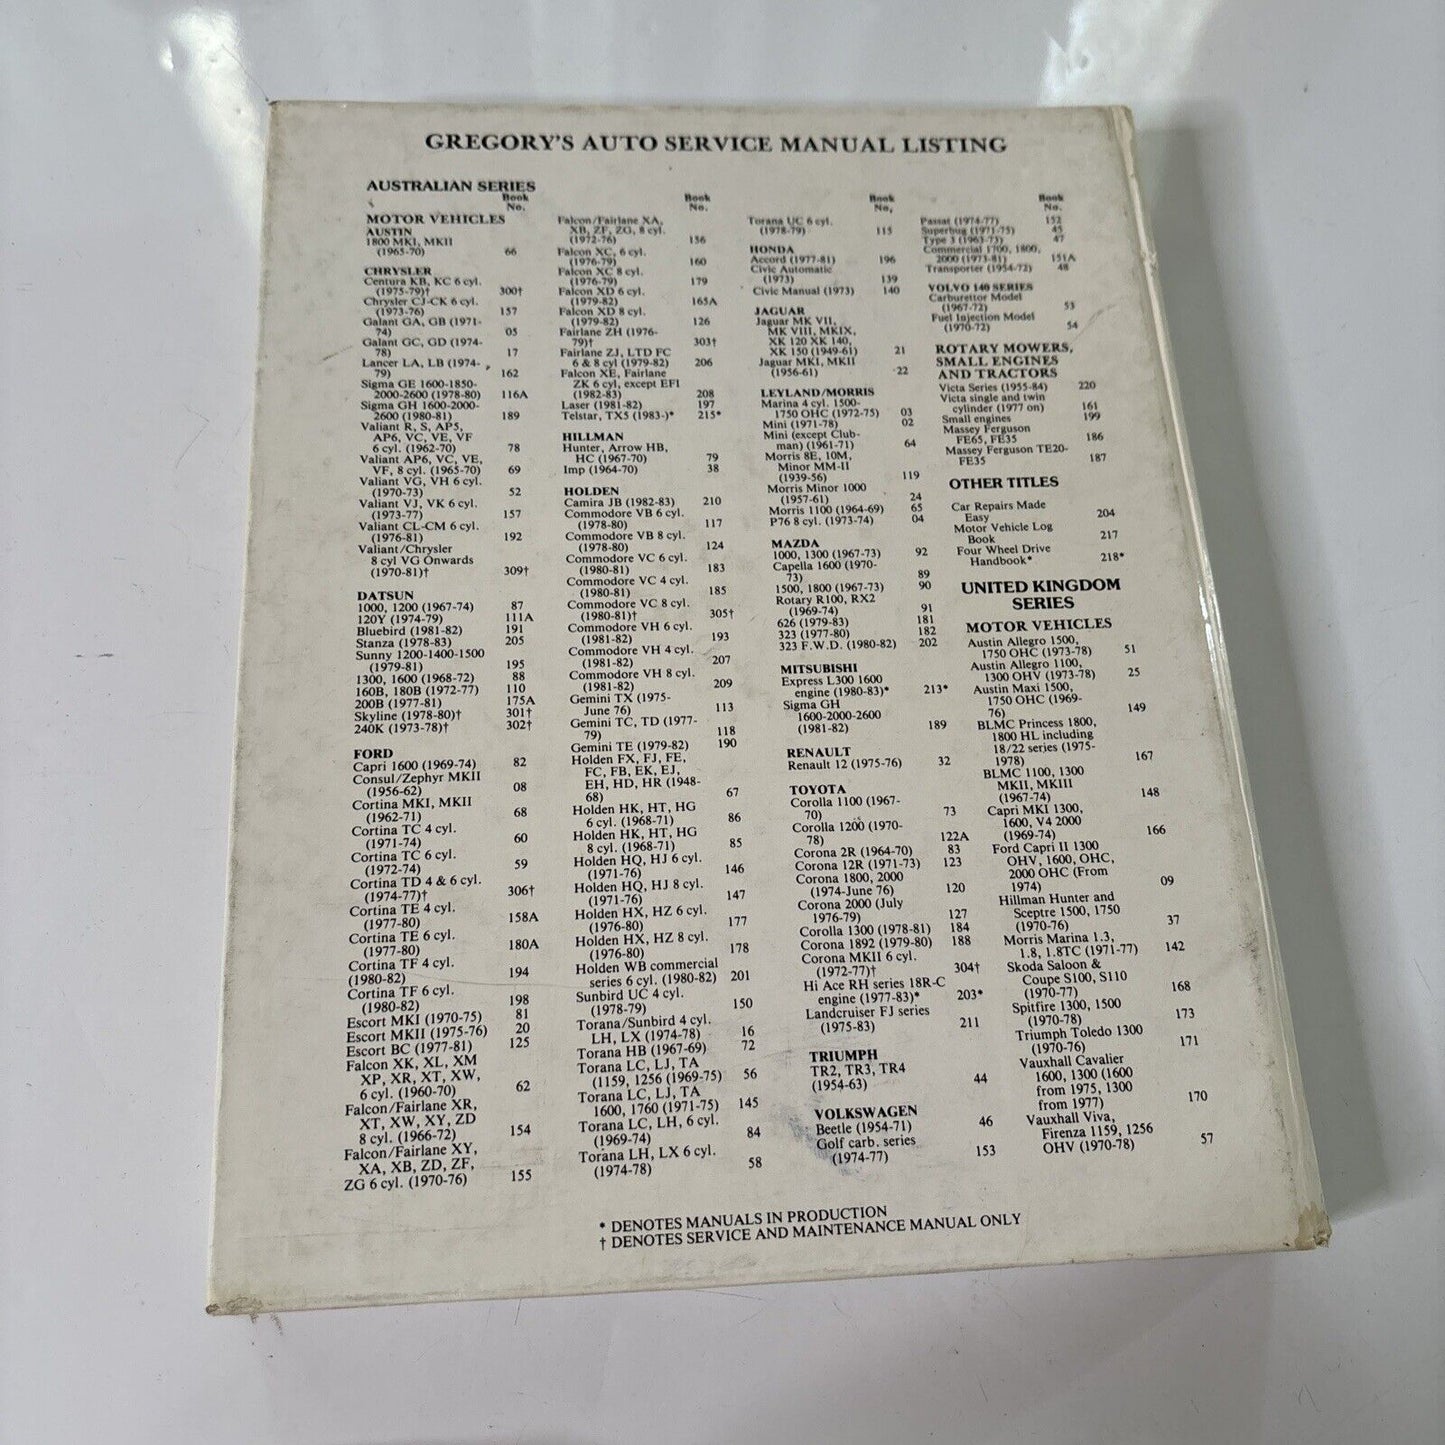 GREGORY'S AUTO SERVICE MANUAL LISTING
AUSTRALIAN SERIES
Book
No.
MOTOR VEHICLES
AUSTIN
1800 MKI, MKII
(1965-70) 66
CHRYSLER
Centura KB, KC 6 cyl.
(1975-79)† 300†
Chrysler CJ-CK 6 cyl.
(1973-76) 157
Galant GA, GB (1971-
74) 05
Galant GC, GD (1974-
78) 17
Lancer LA, LB (1974-
79) 162
Sigma GE 1600-1850-
2000-2600 (1978-80) 116A
Sigma GH 1600-2000-
2600 (1980-81) 189
Valiant R, S, AP5,
AP6, VC, VE, VF
6 cyl. (1962-70) 78
Valiant AP6, VC, VE,
VF, 8 cyl. (1965-70) 69
Valiant VG, VH 6 cyl.
(1970-73) 52
Valiant VJ, VK 6 cyl.
(1973-77) 157
Valiant CL-CM 6 cyl.
(1976-81) 192
Valiant/Chrysler
8 cyl VG Onwards
(1970-81)† 309†
DATSUN
1000, 1200 (1967-74) 87
120Y (1974-79) 111A
Bluebird (1981-82) 191
Stanza (1978-83) 205
Sunny 1200-1400-1500
(1979-81) 195
1300, 1600 (1968-72) 88
160B, 180B (1972-77) 110
200B (1977-81) 175A
Skyline (1978-80)† 301†
240K (1973-78)† 302†
FORD
Capri 1600 (1969-74) 82
Consul/Zephyr MKII
(1956-62) 08
Cortina MKI, MKII
(1962-71) 68
Cortina TC 4 cyl.
(1971-74) 60
Cortina TC 6 cyl.
(1972-74) 59
Cortina TD 4 & 6 cyl.
(1974-77)† 306†
Cortina TE 4 cyl.
(1977-80) 158A
Cortina TE 6 cyl.
(1977-80) 180A
Cortina TF 4 cyl.
(1980-82) 194
Cortina TF 6 cyl.
(1980-82) 198
Escort MKI (1970-75) 81
Escort MKII (1975-76) 20
Escort BC (1977-81) 125
Falcon XK, XL, XM
XP, XR, XT, XW,
6 cyl. (1960-70) 62
Falcon/Fairlane XR,
XT, XW, XY, ZD
8 cyl. (1966-72) 154
Falcon/Fairlane XY,
XA, XB, ZD, ZF,
ZG 6 cyl. (1970-76) 155
Book
No.
Falcon/Fairlane XA,
XB, ZF, ZG, 8 cyl.
(1972-76) 156
Falcon XC, 6 cyl.
(1976-79) 160
Falcon XC 8 cyl.
(1976-79) 179
Falcon XD 6 cyl.
(1979-82) 165A
Falcon XD 8 cyl.
(1979-82) 126
Fairlane ZH (1976-
79)† 303†
Fairlane ZJ, LTD FC
6 & 8 cyl (1979-82) 206
Falcon XE, Fairlane
ZK 6 cyl, except EFI
(1982-83) 208
Laser (1981-82) 197
Telstar, TX5 (1983-)* 215*
HILLMAN
Hunter, Arrow HB,
HC (1967-70) 79
Imp (1964-70) 38
HOLDEN
Camira JB (1982-83) 210
Commodore VB 6 cyl.
(1978-80) 117
Commodore VB 8 cyl.
(1978-80) 124
Commodore VC 6 cyl.
(1980-81) 183
Commodore VC 4 cyl.
(1980-81) 185
Commodore VC 8 cyl.
(1980-81)† 305†
Commodore VH 6 cyl.
(1981-82) 193
Commodore VH 4 cyl.
(1981-82) 207
Commodore VH 8 cyl.
(1981-82) 209
Gemini TX (1975-
June 76) 113
Gemini TC, TD (1977-
79) 118
Gemini TE (1979-82) 190
Holden FX, FJ, FE,
FC, FB, EK, EJ,
EH, HD, HR (1948-
68) 67
Holden HK, HT, HG
6 cyl. (1968-71) 86
Holden HK, HT, HG
8 cyl. (1968-71) 85
Holden HQ, HJ 6 cyl.
(1971-76) 146
Holden HQ, HJ 8 cyl.
(1971-76) 147
Holden HX, HZ 6 cyl.
(1976-80) 177
Holden HX, HZ 8 cyl.
(1976-80) 178
Holden WB commercial
series 6 cyl. (1980-82) 201
Sunbird UC 4 cyl.
(1978-79) 150
Torana/Sunbird 4 cyl.
LH, LX (1974-78) 16
Torana HB (1967-69) 72
Torana LC, LJ, TA
(1159, 1256 (1969-75) 56
Torana LC, LJ, TA
1600, 1760 (1971-75) 145
Torana LC, LH, 6 cyl.
(1969-74) 84
Torana LH, LX 6 cyl.
(1974-78) 58
Book
No,
Torana UC 6 cyl.
(1978-79) 115
HONDA
Accord (1977-81) 196
Civic Automatic
(1973) 139
Civic Manual (1973) 140
JAGUAR
Jaguar MK VII,
MK VIII, MKIX,
XK 120 XK 140,
XK 150 (1949-61) 21
Jaguar MKI, MKII
(1956-61) 22
LEYLAND/MORRIS
Marina 4 cyl. 1500-
1750 OHC (1972-75) 03
Mini (1971-78) 02
Mini (except Club-
man) (1961-71) 64
Morris 8E, 10M,
Minor MM-II
(1939-56) 119
Morris Minor 1000
(1957-61) 24
Morris 1100 (1964-69) 65
P76 8 cyl. (1973-74) 04
MAZDA
1000, 1300 (1967-73) 92
Capella 1600 (1970-
73) 89
1500, 1800 (1967-73) 90
Rotary R100, RX2
(1969-74) 91
626 (1979-83) 181
323 (1977-80) 182
323 F.W.D. (1980-82) 202
MITSUBISHI
Express L300 1600
engine (1980-83)* 213*
Sigma GH
1600-2000-2600
(1981-82) 189
RENAULT
Renault 12 (1975-76) 32
TOYOTA
Corolla 1100 (1967-
70) 73
Corolla 1200 (1970-
78) 122A
Corona 2R (1964-70) 83
Corona 12R (1971-73) 123
Corona 1800, 2000
(1974-June 76) 120
Corona 2000 (July
1976-79) 127
Corolla 1300 (1978-81) 184
Corona 1892 (1979-80) 188
Corona MKII 6 cyl.
(1972-77)† 304†
Hi Ace RH series 18R-C
engine (1977-83)* 203*
Landcruiser FJ series
(1975-83) 211
TRIUMPH
TR2, TR3, TR4
(1954-63) 44
VOLKSWAGEN
Beetle (1954-71) 46
Golf carb. series
(1974-77) 153
Book
No.
Passat (1974-77) 152
Superbug (1971-75) 45
Type 3 (1963-73) 47
Commercial 1700, 1800,
2000 (1973-81) 151A
Transporter (1954-72) 48
VOLVO 140 SERIES
Carburettor Model
(1967-72) 53
Fuel Injection Model
(1970-72) 54
ROTARY MOWERS,
SMALL ENGINES
AND TRACTORS
Victa Series (1955-84) 220
Victa single and twin
cylinder (1977 on) 161
Small engines 199
Massey Ferguson
FE65, FE35 186
Massey Ferguson TE20-
FE35 187
OTHER TITLES
Car Repairs Made
Easy 204
Motor Vehicle Log
Book 217
Four Wheel Drive
Handbook* 218*
UNITED KINGDOM
SERIES
MOTOR VEHICLES
Austin Allegro 1500,
1750 OHC (1973-78) 51
Austin Allegro 1100,
1300 OHV (1973-78) 25
Austin Maxi 1500,
1750 OHC (1969-
76) 149
BLMC Princess 1800,
1800 HL including
18/22 series (1975-
1978) 167
BLMC 1100, 1300
MKII, MKIII
(1967-74) 148
Capri MKI 1300,
1600, V4 2000
(1969-74) 166
Ford Capri II 1300
OHV, 1600, OHC,
2000 OHC (From
1974) 09
Hillman Hunter and
Sceptre 1500, 1750
(1970-76) 37
Morris Marina 1.3,
1.8, 1.8TC (1971-77) 142
Skoda Saloon &
Coupe S100, S110
(1970-77) 168
Spitfire 1300, 1500
(1970-78) 173
Triumph Toledo 1300
(1970-76) 171
Vauxhall Cavalier
1600, 1300 (1600
from 1975, 1300
from 1977) 170
Vauxhall Viva,
Firenza 1159, 1256
OHV (1970-78) 57
* DENOTES MANUALS IN PRODUCTION
† DENOTES SERVICE AND MAINTENANCE MANUAL ONLY